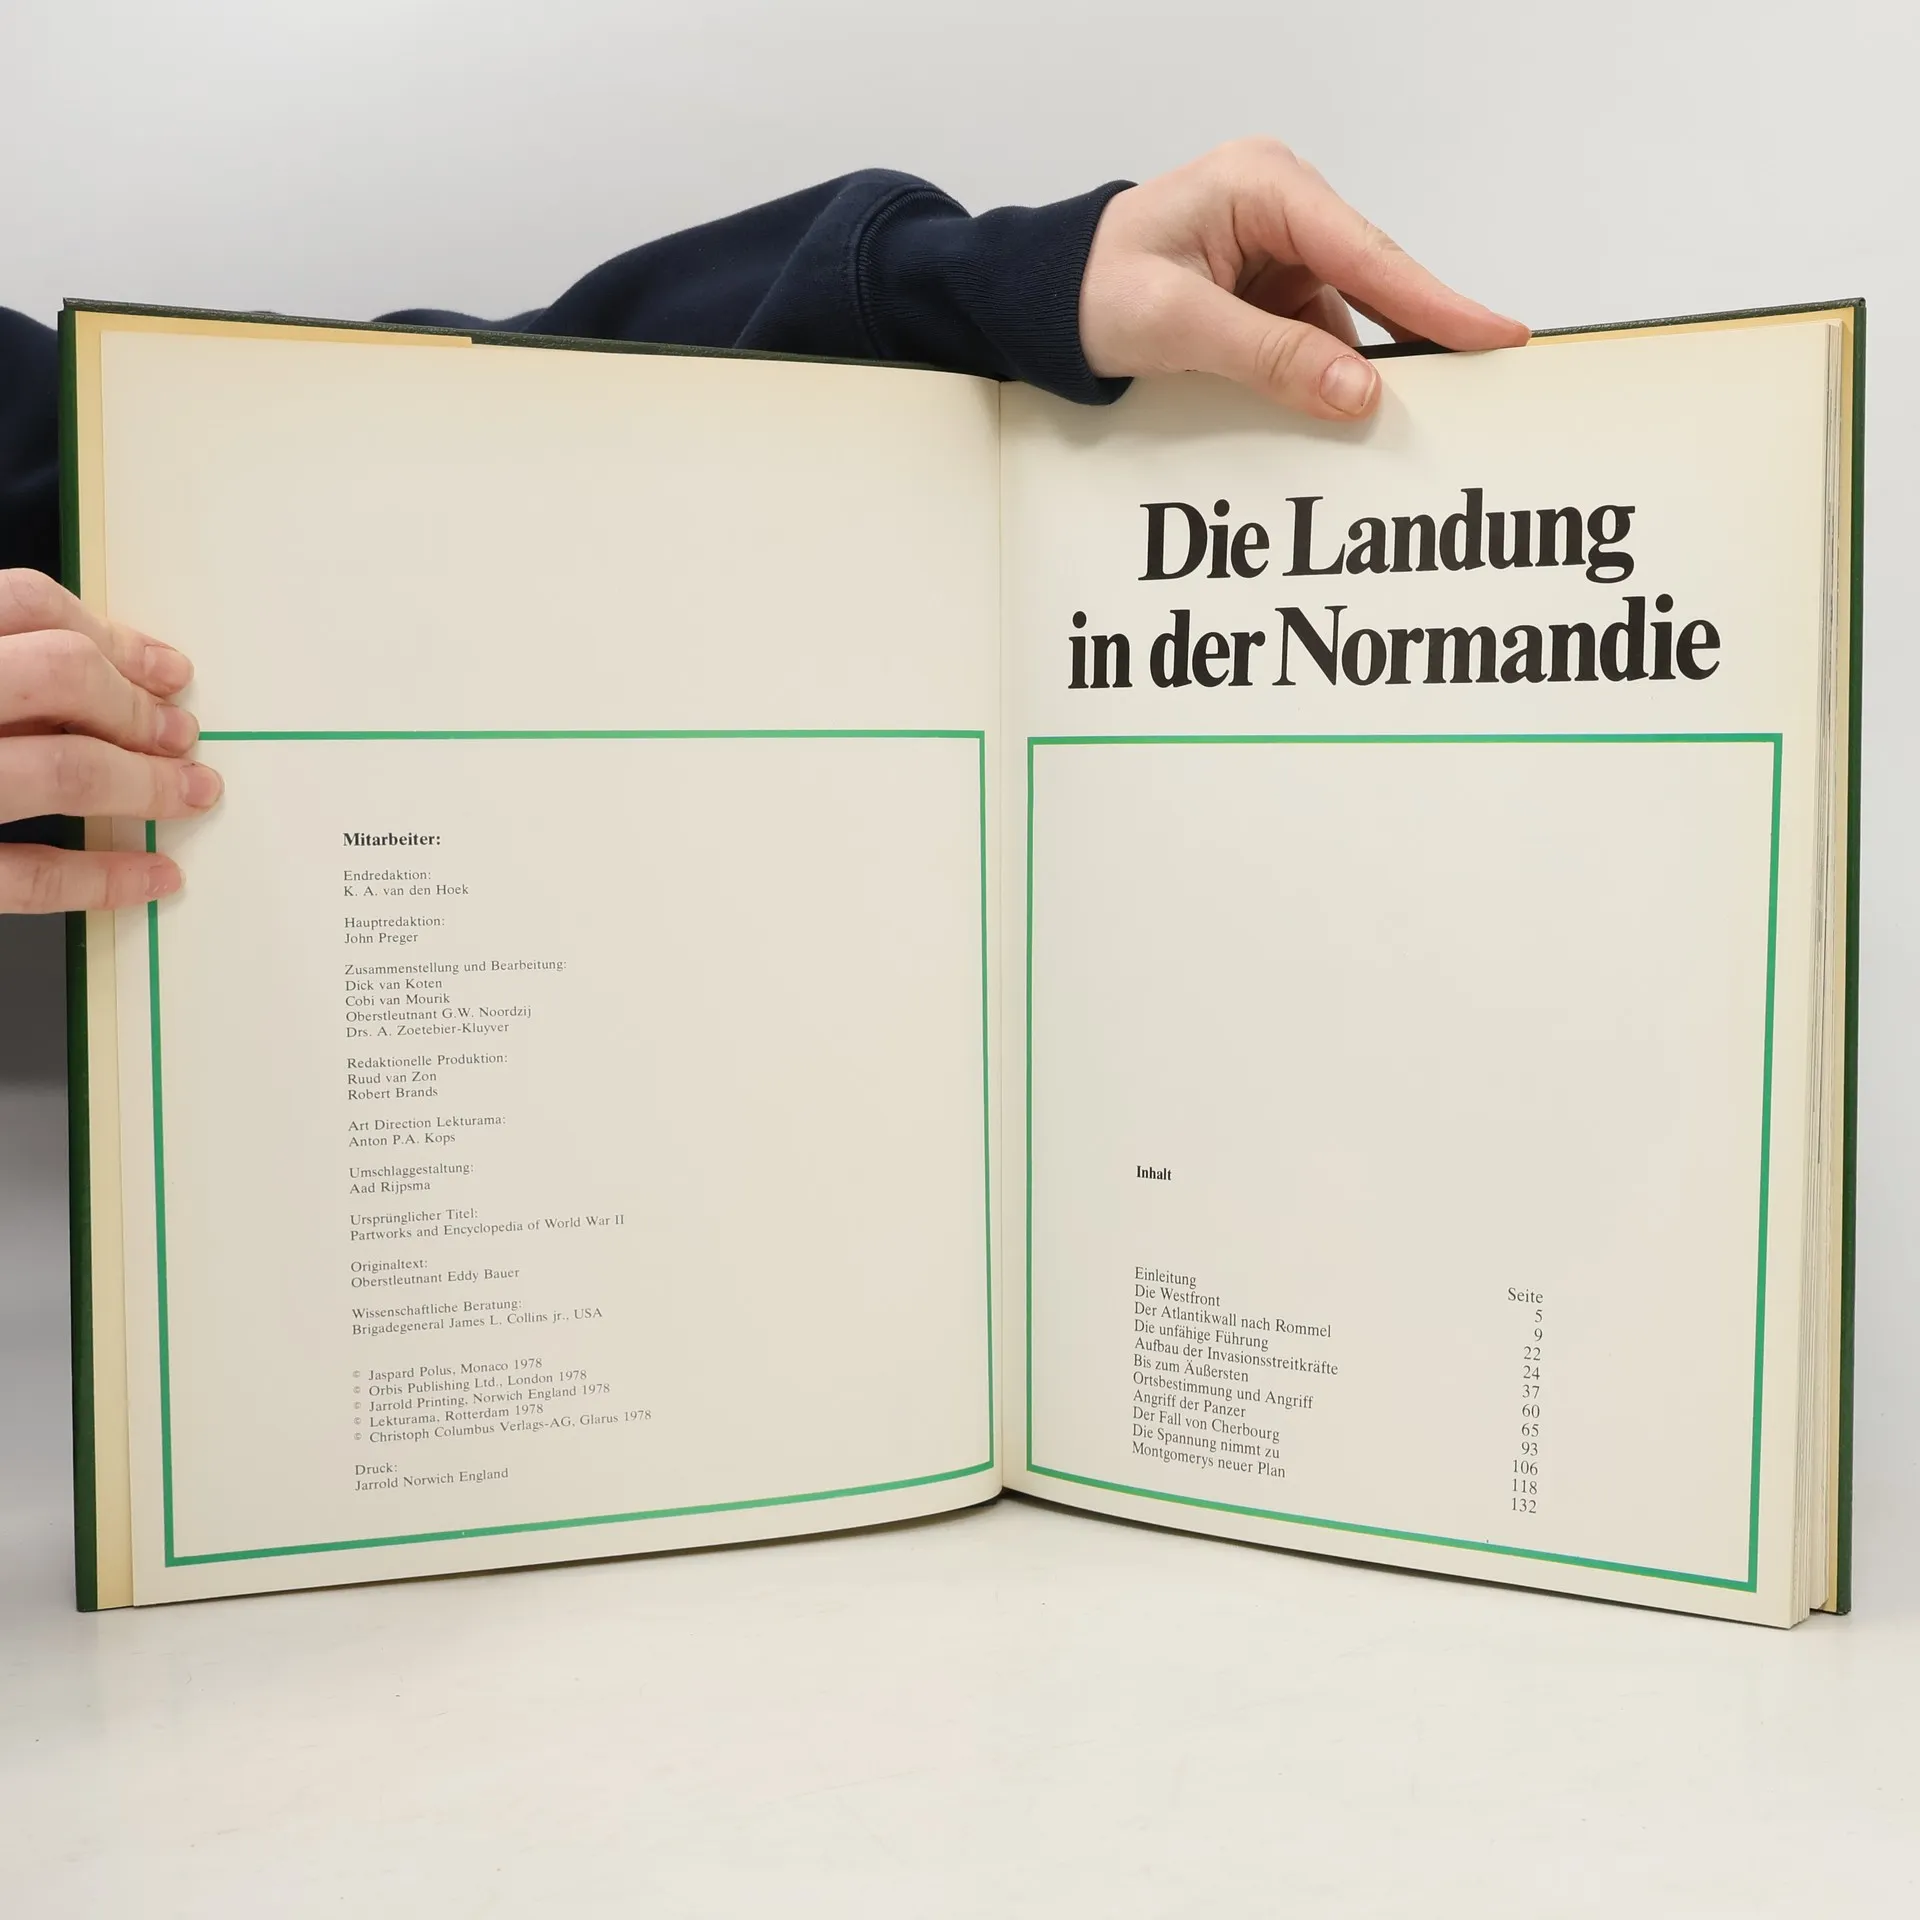 Mitarbeiter:
Endredaktion:
K. A. van den Hoek
Hauptredaktion:
John Preger
Zusammenstellung und Bearbeitung:
Dick van Koten
Cobi van Mourik
Oberstleutnant G.W. Noordzij
Drs. A. Zoetebier-Kluyver
Redaktionelle Produktion:
Ruud van Zon
Robert Brands
Art Direction Lekturama:
Anton P.A. Kops
Umschlaggestaltung:
Aad Rijpsma
Ursprünglicher Titel:
Partworks and Encyclopedia of World War II
Originaltext:
Oberstleutnant Eddy Bauer
Wissenschaftliche Beratung:
Brigadegeneral James L. Collins jr., USA
© Jaspard Polus, Monaco 1978
© Orbis Publishing Ltd., London 1978
© Jarrold Printing, Norwich England 1978
© Lekturama, Rotterdam 1978
© Christoph Columbus Verlags-AG, Glarus 1978
Druck:
Jarrold Norwich England
Die Landung
in der Normandie
Inhalt
Seite
Einleitung 5
Die Westfront 9
Der Atlantikwall nach Rommel 22
Die unfähige Führung 24
Aufbau der Invasionsstreitkräfte 37
Bis zum Äußersten 60
Ortsbestimmung und Angriff 65
Angriff der Panzer 93
Der Fall von Cherbourg 106
Die Spannung nimmt zu 118
Montgomerys neuer Plan 132